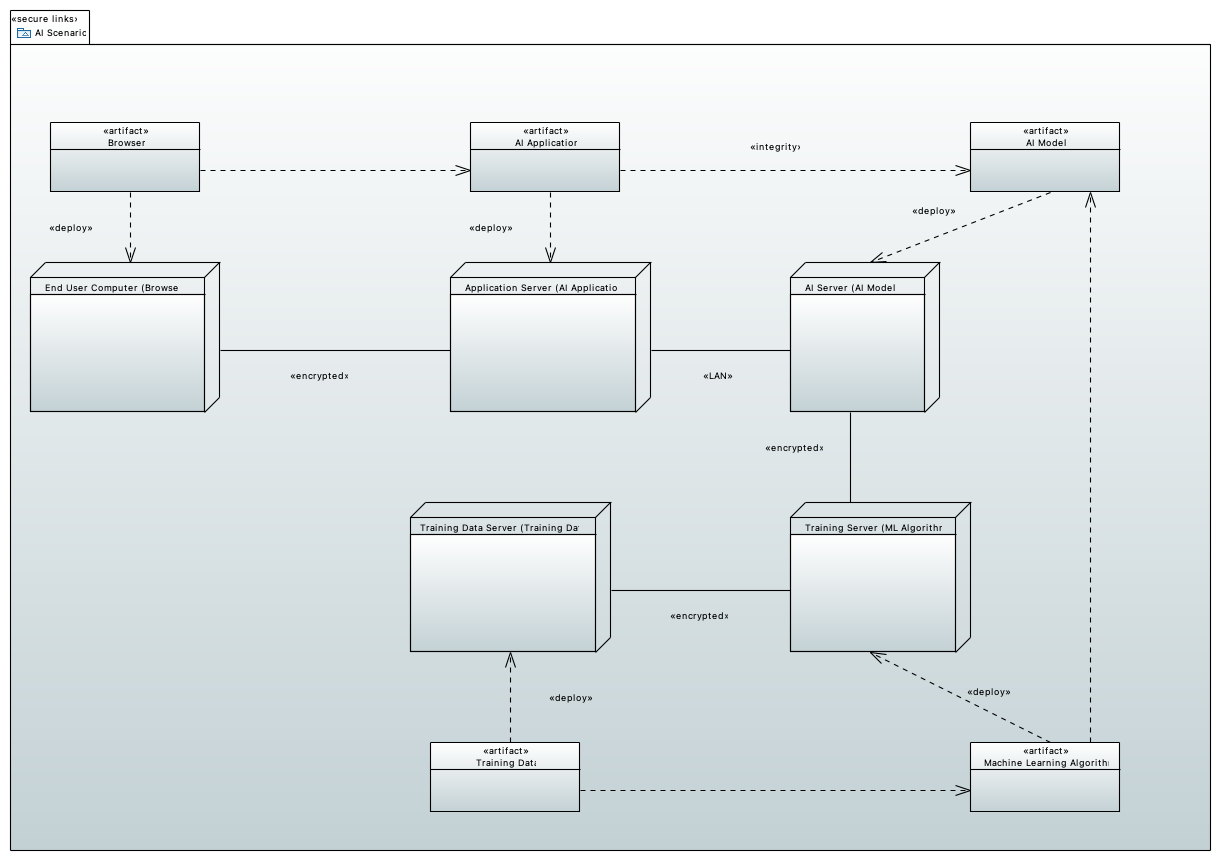 «secure links»
AI Scenario
«artifact»
Browser
«artifact»
AI Application
«integrity»
«artifact»
AI Model
«deploy»
«deploy»
«deploy»
End User Computer (Browse
Application Server (AI Applicatio
AI Server (AI Model
«encrypted»
«LAN»
«encrypted»
Training Data Server (Training Da
Training Server (ML Algorithm
«encrypted»
«deploy»
«deploy»
«artifact»
Training Data
«artifact»
Machine Learning Algorith